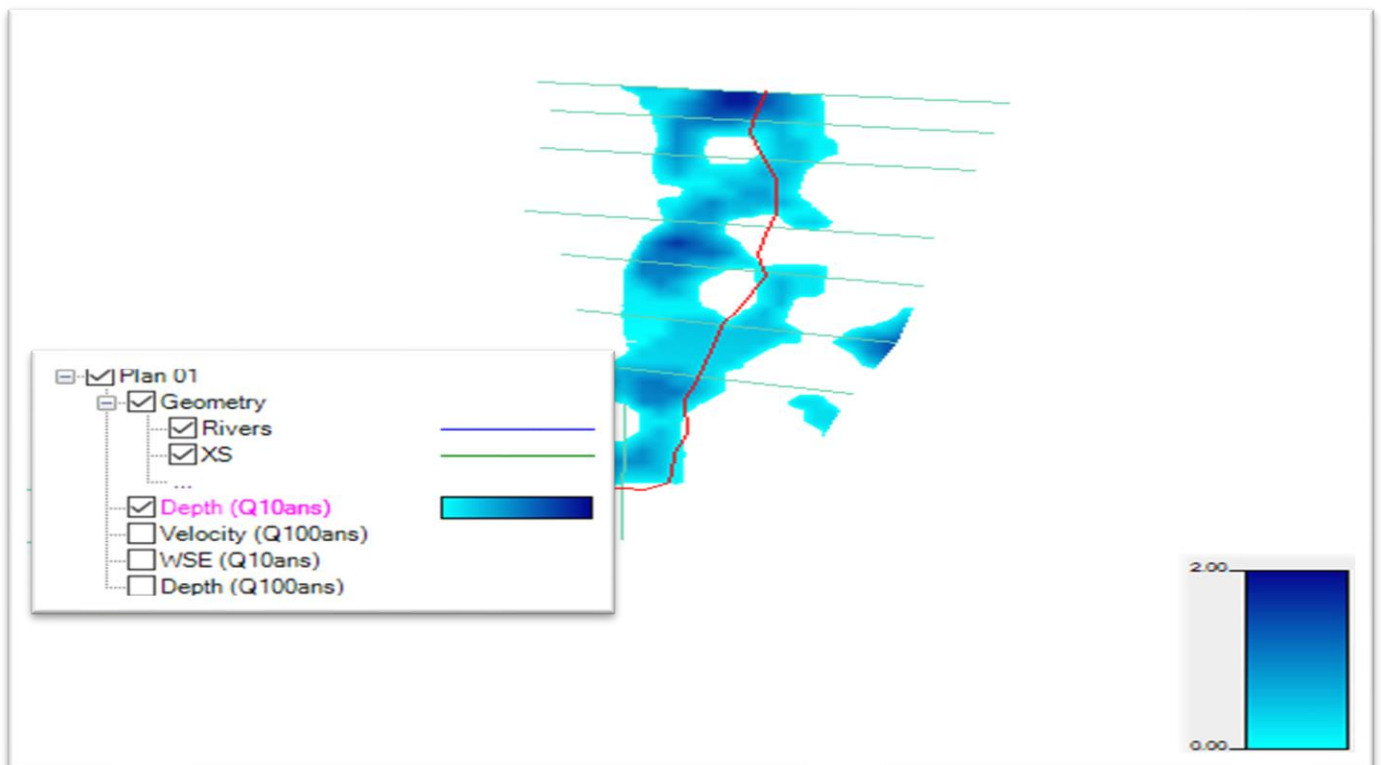 Plan 01
Geometry
Rivers
XS
...
Depth (Q10ans)
Velocity (Q100ans)
WSE (Q10ans)
Depth (Q100ans)
2.00
0.00